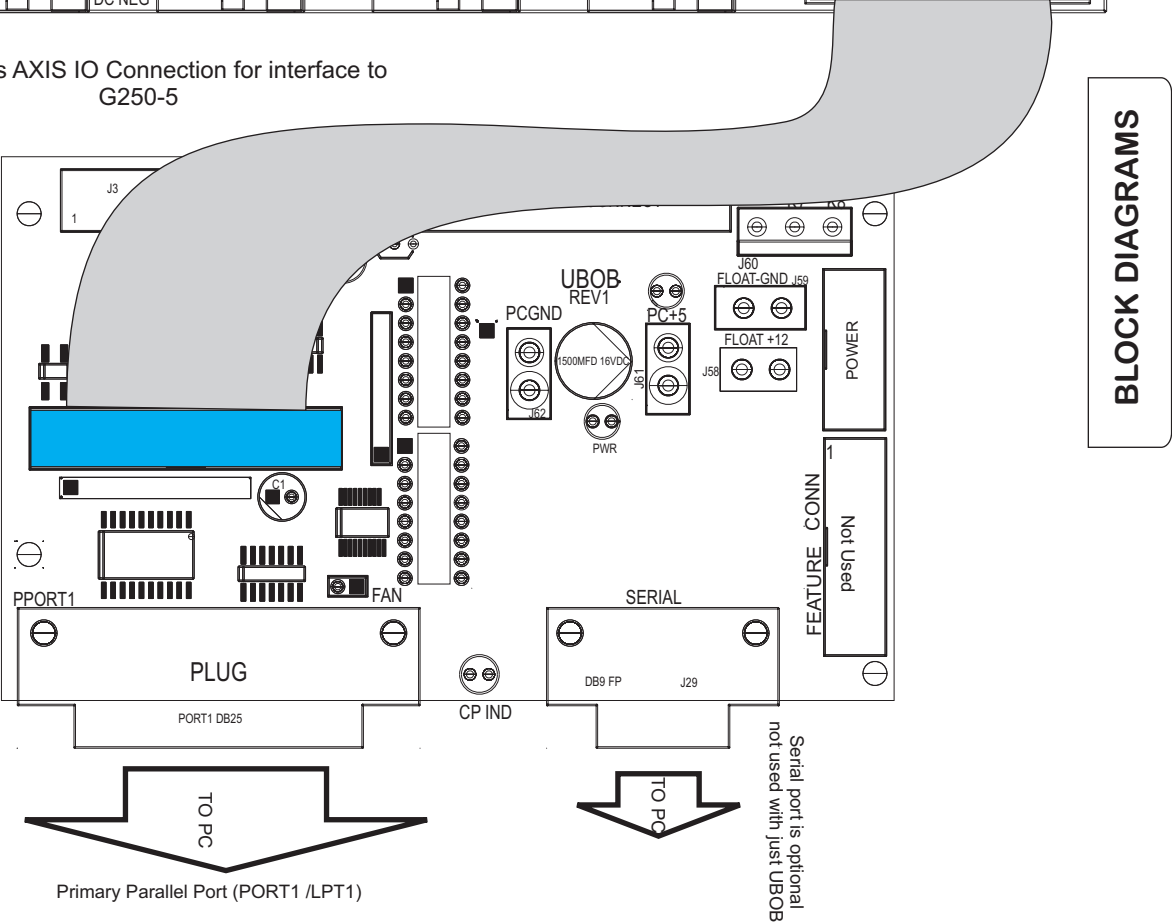 DC NEG
AXIS IO Connection for interface to
G250-5
BLOCK DIAGRAMS
J3
1
J60
FLOAT-GND J59
UBOB
REV1
PCGND
PC+5
FLOAT +12
1500MFD 16VDC
J61
J58
J62
PWR
POWER
C1
1
FEATURE CONN
Not Used
FAN
PPORT1
SERIAL
PLUG
DB9 FP
J29
CP IND
PORT1 DB25
TO PC
TO PC
Serial port is optional
not used with just UBOB
Primary Parallel Port (PORT1 /LPT1)